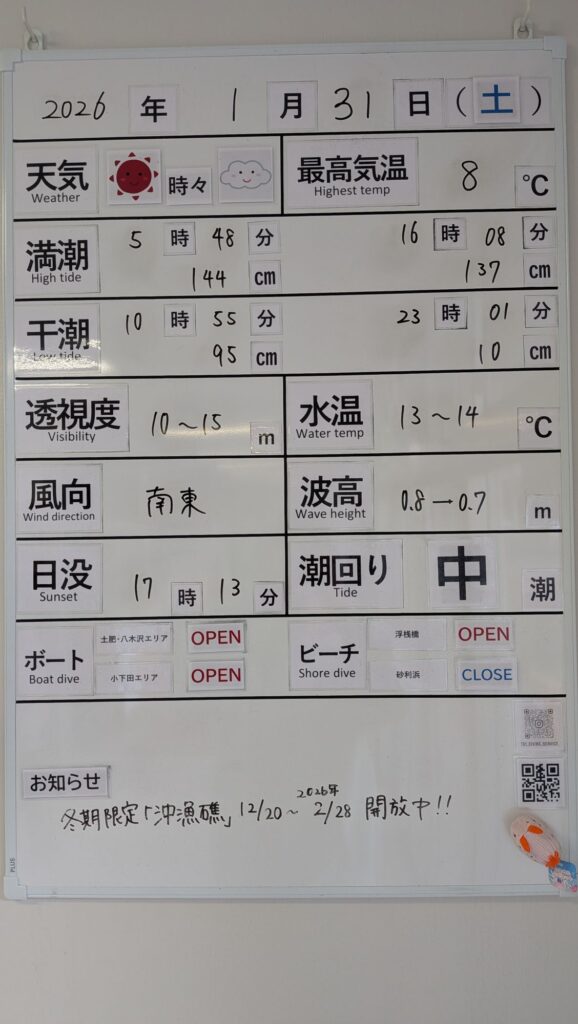 2026 年 1 月 31 日 (土)
天気 時々 最高気温 8 ℃
Weather Highest temp
満潮 5 時 48 分 16 時 08 分
High tide 144 cm 137 cm
干潮 10 時 55 分 23 時 01 分
Low tide 95 cm 10 cm
透視度 10～15 m 水温 13～14 ℃
Visibility Water temp
風向 南東 波高 0.8→0.7 m
Wind direction Wave height
日没 17 時 13 分 潮回り 中 潮
Sunset Tide
ボート 土肥・八木沢エリア OPEN ビーチ 浮桟橋 OPEN
Boat dive 小下田エリア OPEN Shore dive 砂利浜 CLOSE
お知らせ
2026年
冬期限定「沖漁礁」12/20～2/28 開放中!!
PLUS